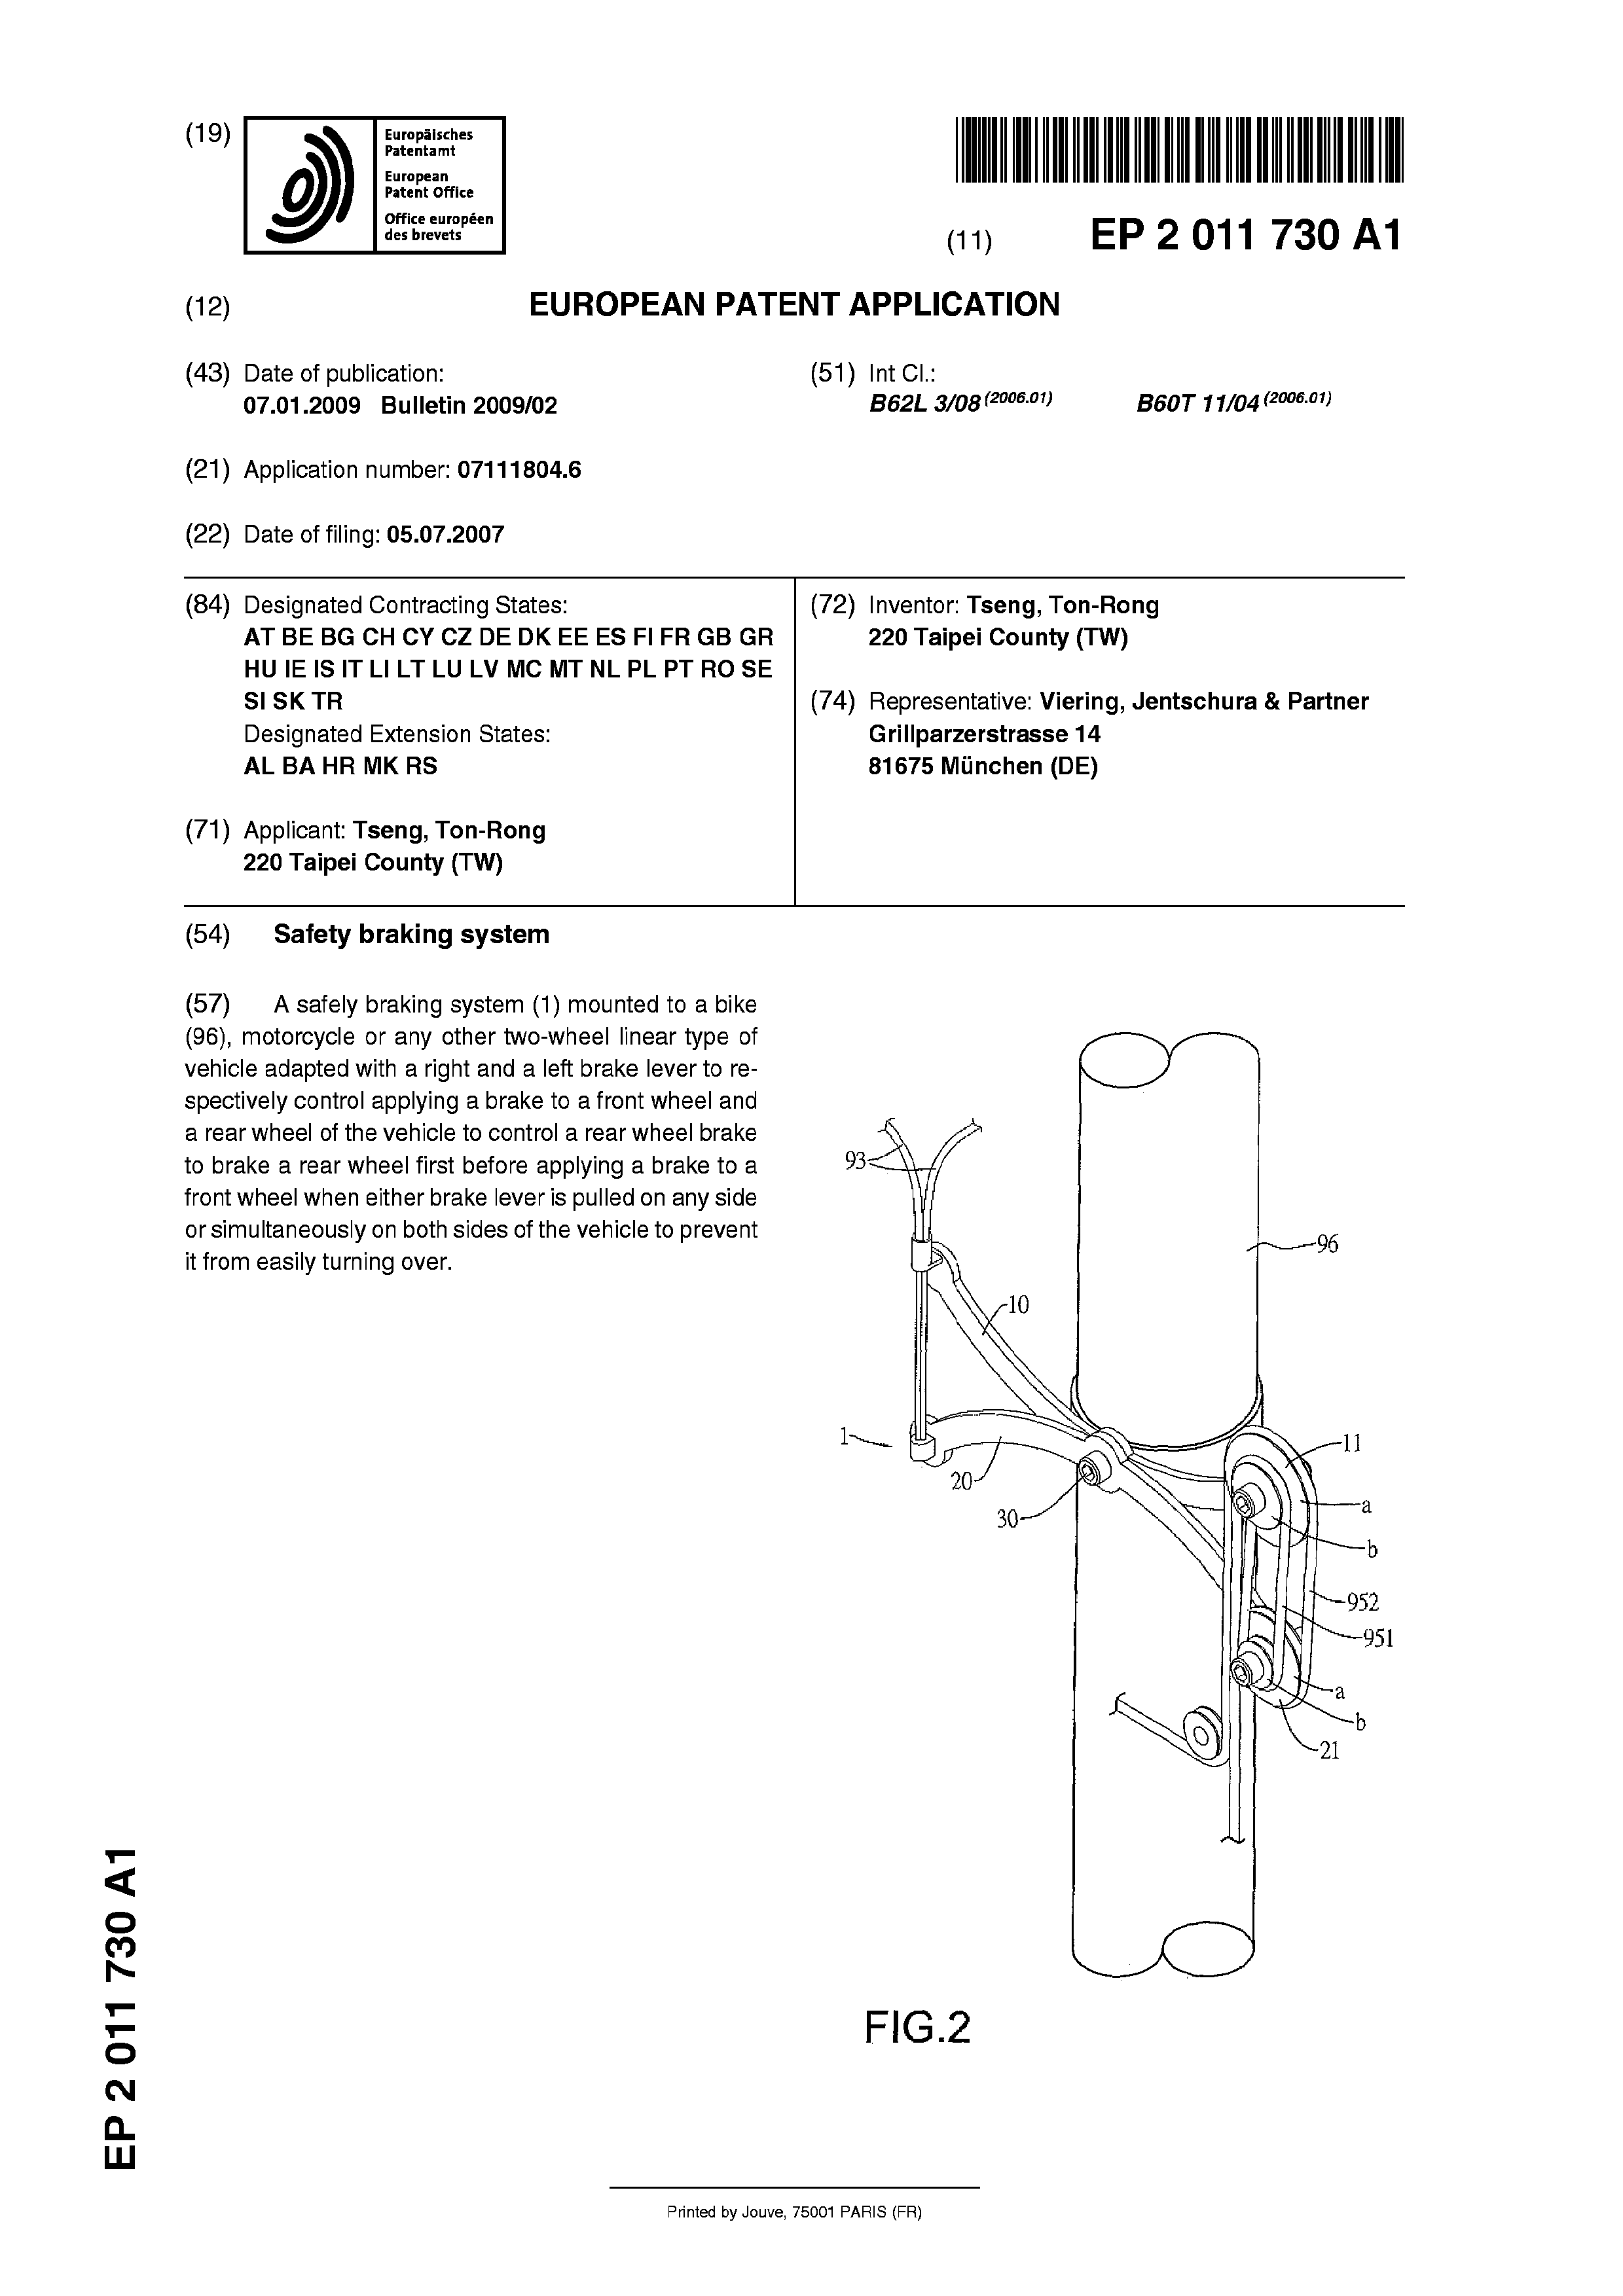 (19)
Europäisches
Patentamt
European
Patent Office
Office européen
des brevets
(11) EP 2 011 730 A1
(12) EUROPEAN PATENT APPLICATION
(43) Date of publication:
07.01.2009 Bulletin 2009/02
(51) Int Cl.:
B62L 3/08 (2006.01) B60T 11/04 (2006.01)
(21) Application number: 07111804.6
(22) Date of filing: 05.07.2007
(84) Designated Contracting States:
AT BE BG CH CY CZ DE DK EE ES FI FR GB GR
HU IE IS IT LI LT LU LV MC MT NL PL PT RO SE
SI SK TR
Designated Extension States:
AL BA HR MK RS
(71) Applicant: Tseng, Ton-Rong
220 Taipei County (TW)
(72) Inventor: Tseng, Ton-Rong
220 Taipei County (TW)
(74) Representative: Viering, Jentschura & Partner
Grillparzerstrasse 14
81675 München (DE)
(54) Safety braking system
(57) A safely braking system (1) mounted to a bike
(96), motorcycle or any other two-wheel linear type of
vehicle adapted with a right and a left brake lever to re-
spectively control applying a brake to a front wheel and
a rear wheel of the vehicle to control a rear wheel brake
to brake a rear wheel first before applying a brake to a
front wheel when either brake lever is pulled on any side
or simultaneously on both sides of the vehicle to prevent
it from easily turning over.
93
96
10
1
11
20
a
30
b
952
951
a
b
21
FIG.2
EP 2 011 730 A1
Printed by Jouve, 75001 PARIS (FR)